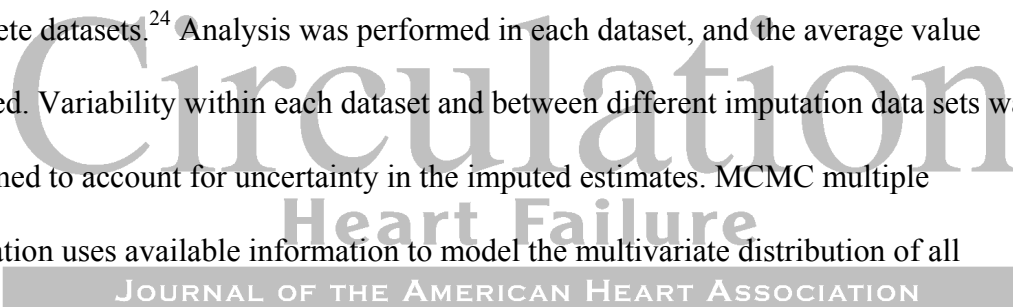 ete datasets.24 Analysis was performed in each dataset, and the average value
ed. Variability within each dataset and between different imputation data sets wa
ned to account for uncertainty in the imputed estimates. MCMC multiple
ation uses available information to model the multivariate distribution of all
Circulation
Heart Failure
JOURNAL OF THE AMERICAN HEART ASSOCIATION